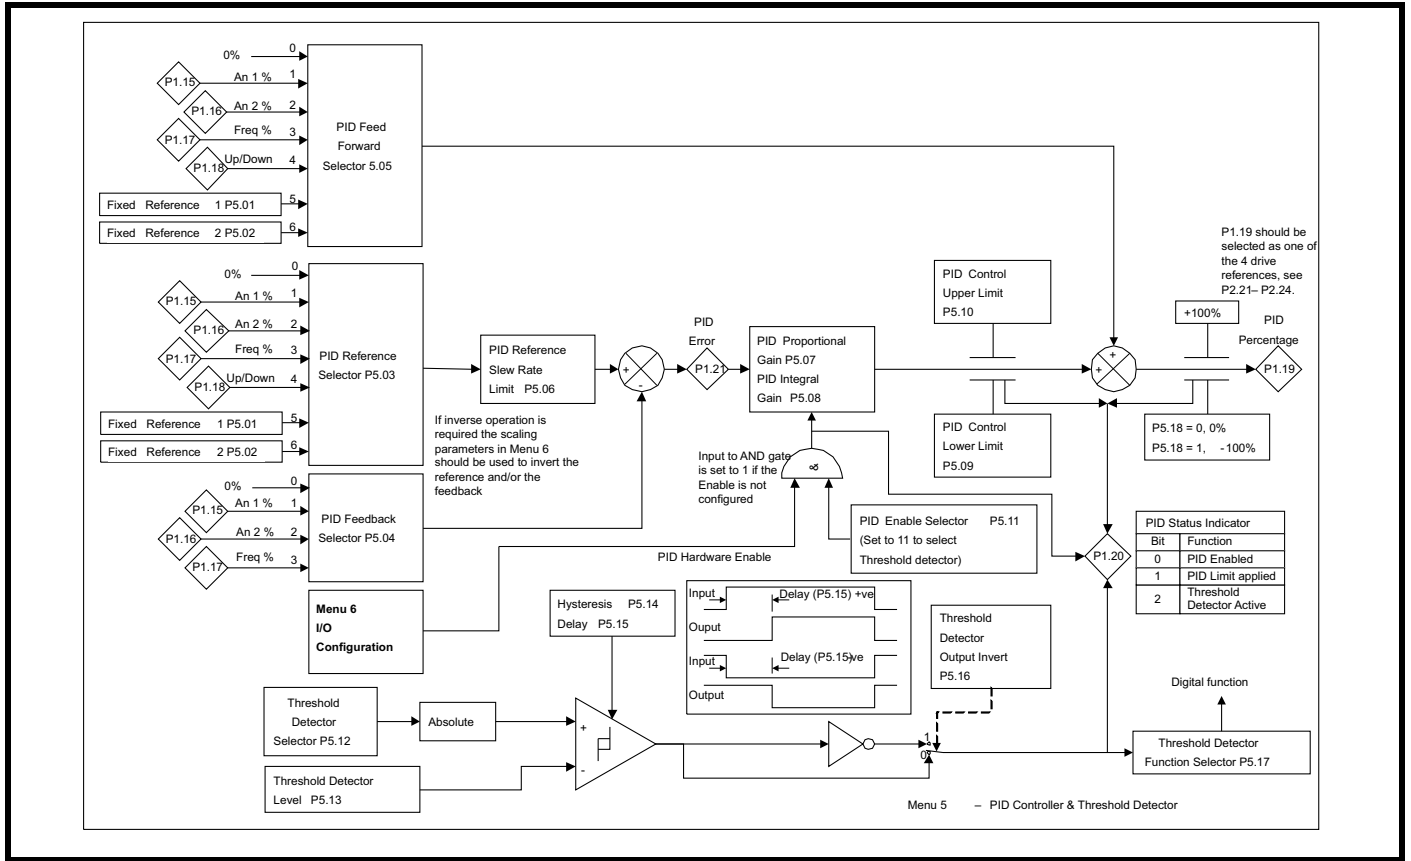 0%
0
P1.15
An 1 %
1
P1.16
An 2 %
2
P1.17
Freq %
3
P1.18
Up/Down
4
Fixed Reference 1 P5.01
5
Fixed Reference 2 P5.02
6
PID Feed
Forward
Selector 5.05
0%
0
P1.15
An 1 %
1
P1.16
An 2 %
2
P1.17
Freq %
3
P1.18
Up/Down
4
Fixed Reference 1 P5.01
5
Fixed Reference 2 P5.02
6
PID Reference
Selector P5.03
PID Reference
Slew Rate
Limit P5.06
+
-
PID
Error
P1.21
PID Proportional
Gain P5.07
PID Integral
Gain P5.08
PID Control
Upper Limit
P5.10
PID Control
Lower Limit
P5.09
+
+
P1.19 should be
selected as one of
the 4 drive
references, see
P2.21– P2.24.
+100%
PID
Percentage
P1.19
P5.18 = 0, 0%
P5.18 = 1, -100%
If inverse operation is
required the scaling
parameters in Menu 6
should be used to invert the
reference and/or the
feedback
Input to AND gate
is set to 1 if the
Enable is not
configured
&
0%
0
P1.15
An 1 %
1
P1.16
An 2 %
2
P1.17
Freq %
3
PID Feedback
Selector P5.04
PID Hardware Enable
PID Enable Selector P5.11
(Set to 11 to select
Threshold detector)
P1.20
PID Status Indicator
Bit Function
0 PID Enabled
1 PID Limit applied
2 Threshold
Detector Active
Menu 6
I/O
Configuration
Hysteresis P5.14
Delay P5.15
Input
Delay (P5.15) +ve
Ouput
Input
Delay (P5.15)-ve
Output
Threshold
Detector
Output Invert
P5.16
Threshold
Detector
Selector P5.12
Absolute
Threshold Detector
Level P5.13
+
-
1
0
Digital function
Threshold Detector
Function Selector P5.17
Menu 5 – PID Controller & Threshold Detector